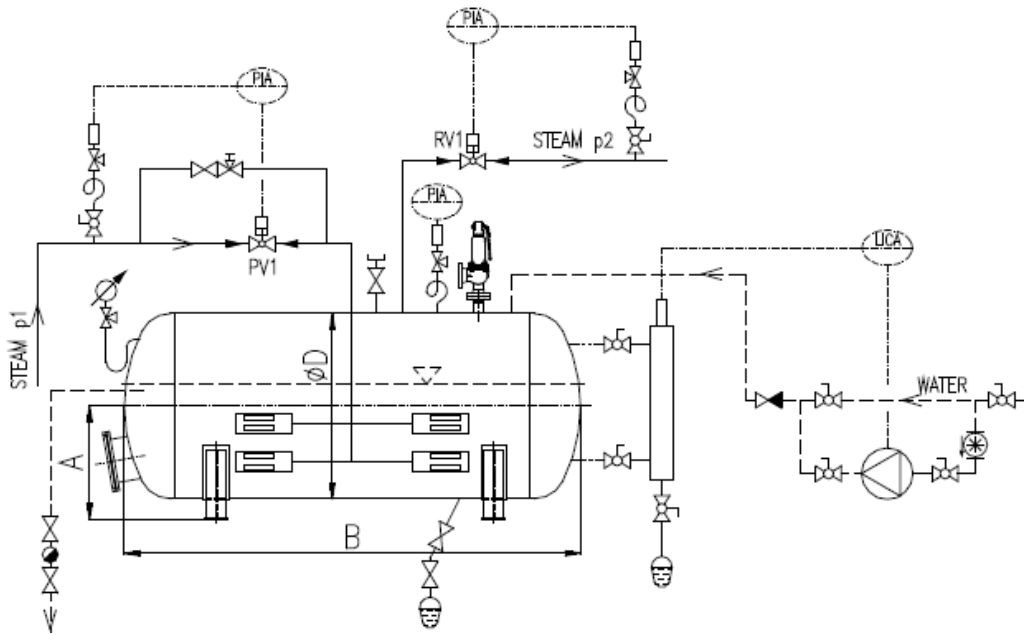 PIA
PIA
RV1
STEAM p2
PIA
LICA
PV1
STEAM p1
ØD
WATER
A
B